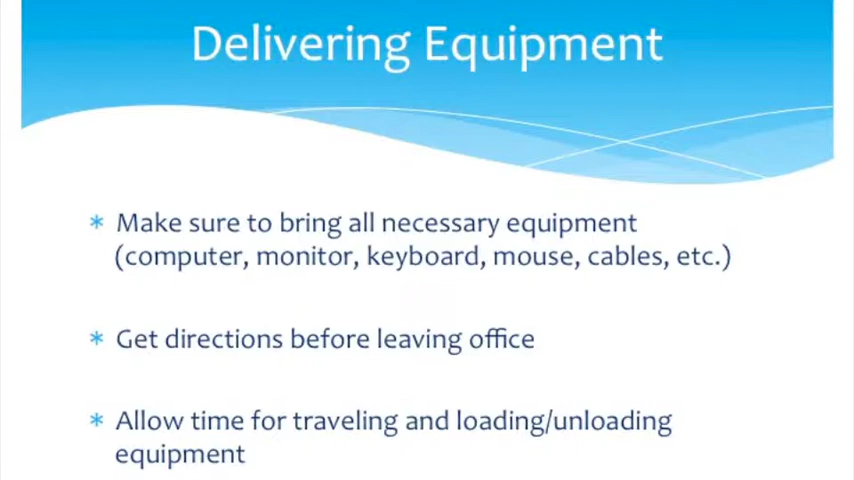 Delivering Equipment
* Make sure to bring all necessary equipment
(computer, monitor, keyboard, mouse, cables, etc.)
* Get directions before leaving office
* Allow time for traveling and loading/unloading
equipment